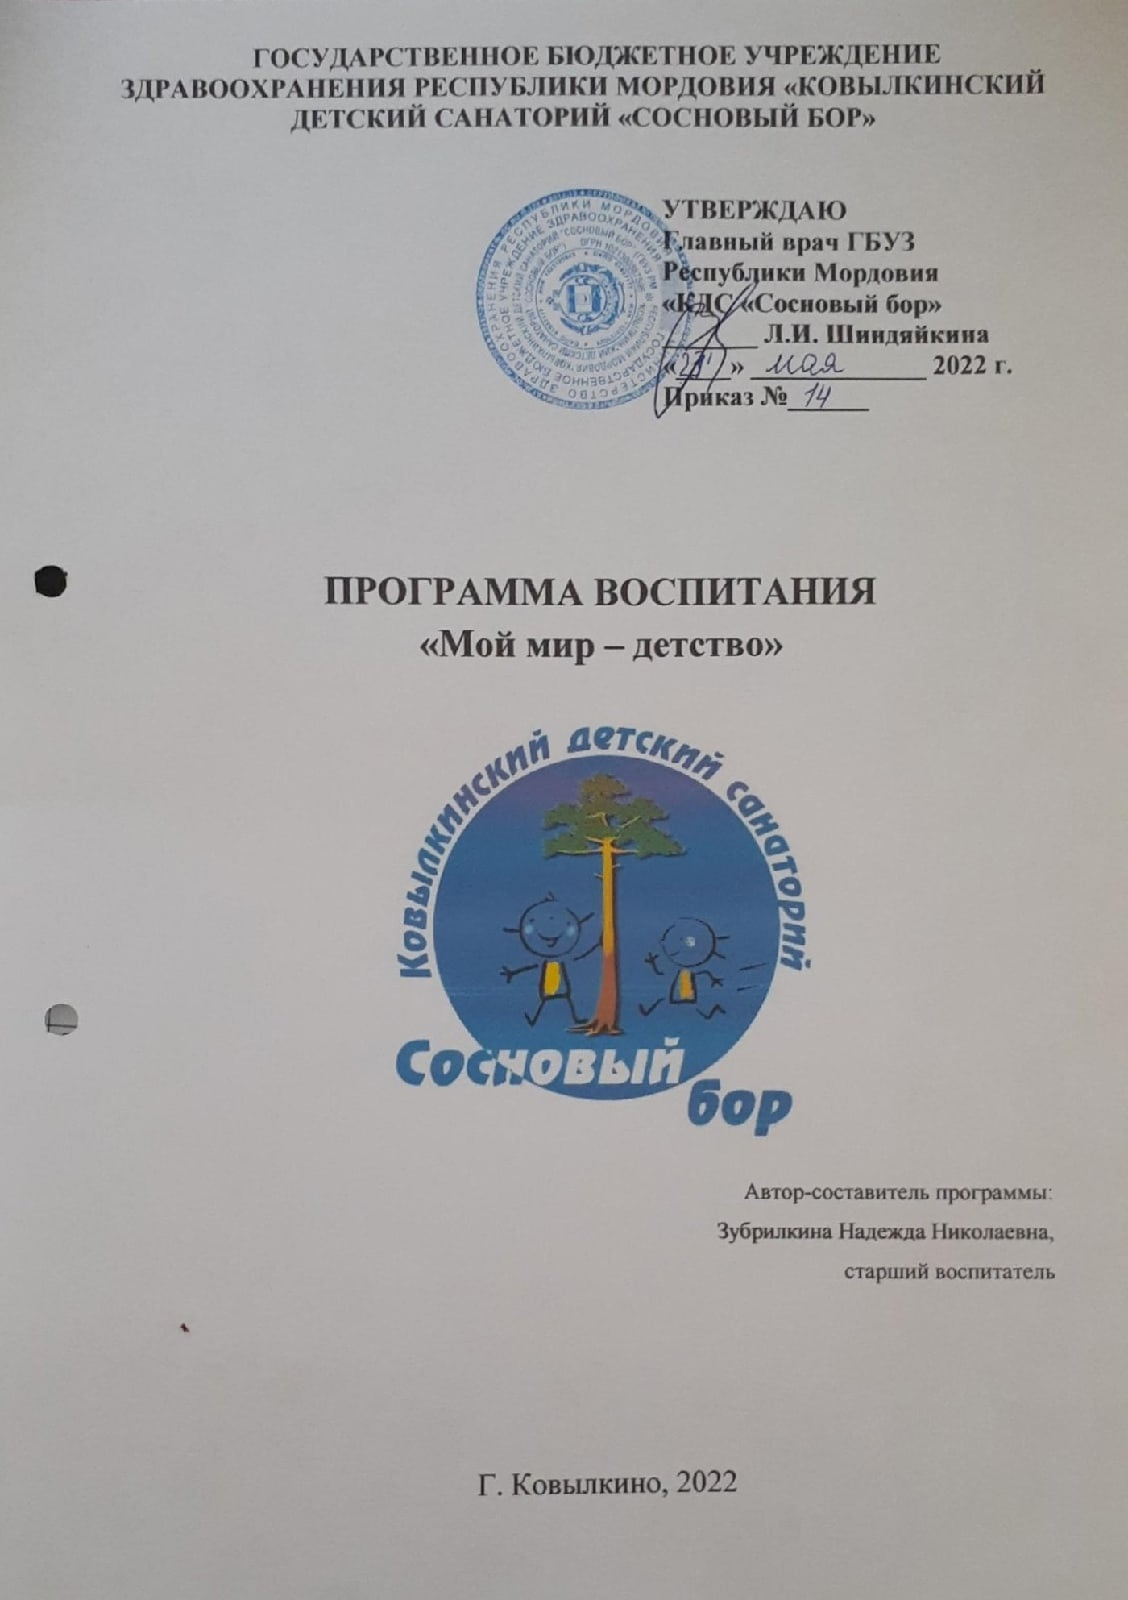 ГОСУДАРСТВЕННОЕ БЮДЖЕТНОЕ УЧРЕЖДЕНИЕ
ЗДРАВООХРАНЕНИЯ РЕСПУБЛИКИ МОРДОВИЯ «КОВЫЛКИНСКИЙ
ДЕТСКИЙ САНАТОРИЙ «СОСНОВЫЙ БОР»
УТВЕРЖДАЮ
Главный врач ГБУЗ
Республики Мордовия
«КДС «Сосновый бор»
Л.И. Шиндяйкина
« » мая 2022 г.
Приказ № 14
ПРОГРАММА ВОСПИТАНИЯ
«Мой мир – детство»
Ковылкинский детский санаторий
Сосновый
бор
Автор-составитель программы:
Зубрилкина Надежда Николаевна,
старший воспитатель
Г. Ковылкино, 2022